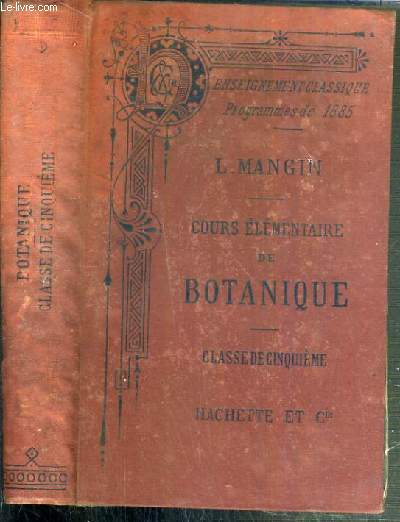 Le-livre.com
ENSEIGNEMENT CLASSIQUE
Programmes de 1885
L. MANGIN
COURS ÉLÉMENTAIRE
DE
BOTANIQUE
CLASSE DE CINQUIÈME
HACHETTE ET Cie
BOTANIQUE
CLASSE DE CINQUIÈME